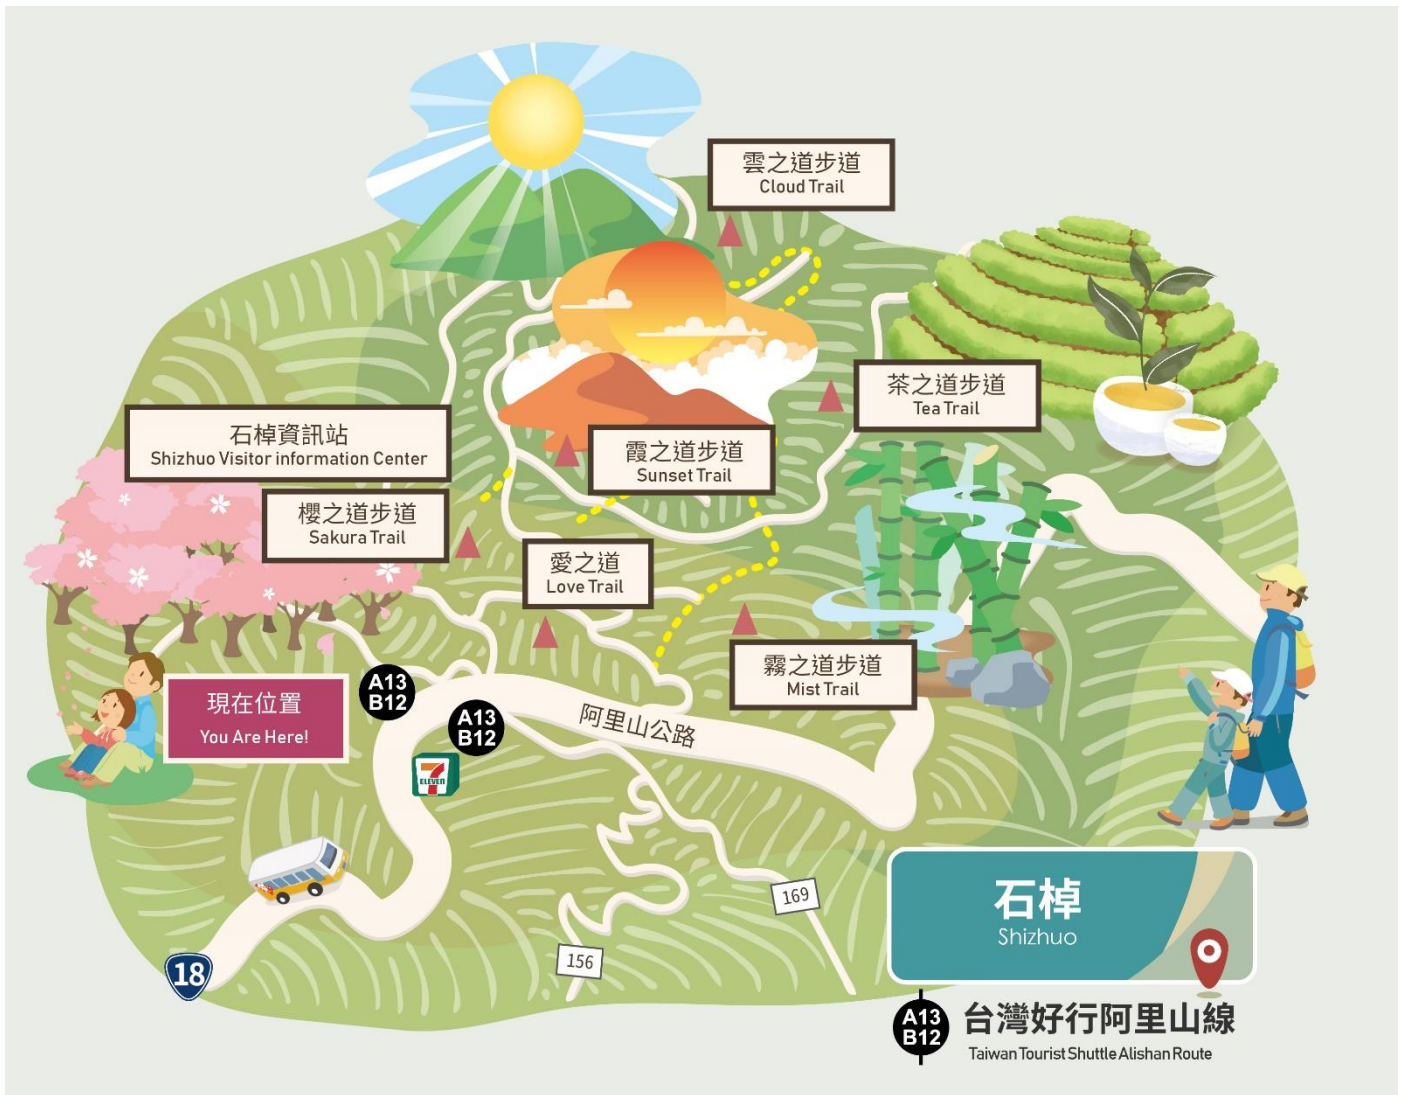 雲之道步道
Cloud Trail
茶之道步道
Tea Trail
石棹資訊站
Shizhuo Visitor information Center
霞之道步道
Sunset Trail
櫻之道步道
Sakura Trail
愛之道
Love Trail
霧之道步道
Mist Trail
現在位置
You Are Here!
A13
B12
A13
B12
阿里山公路
7
ELEVEN
169
156
18
石棹
Shizhuo
A13
B12
台灣好行阿里山線
Taiwan Tourist Shuttle Alishan Route